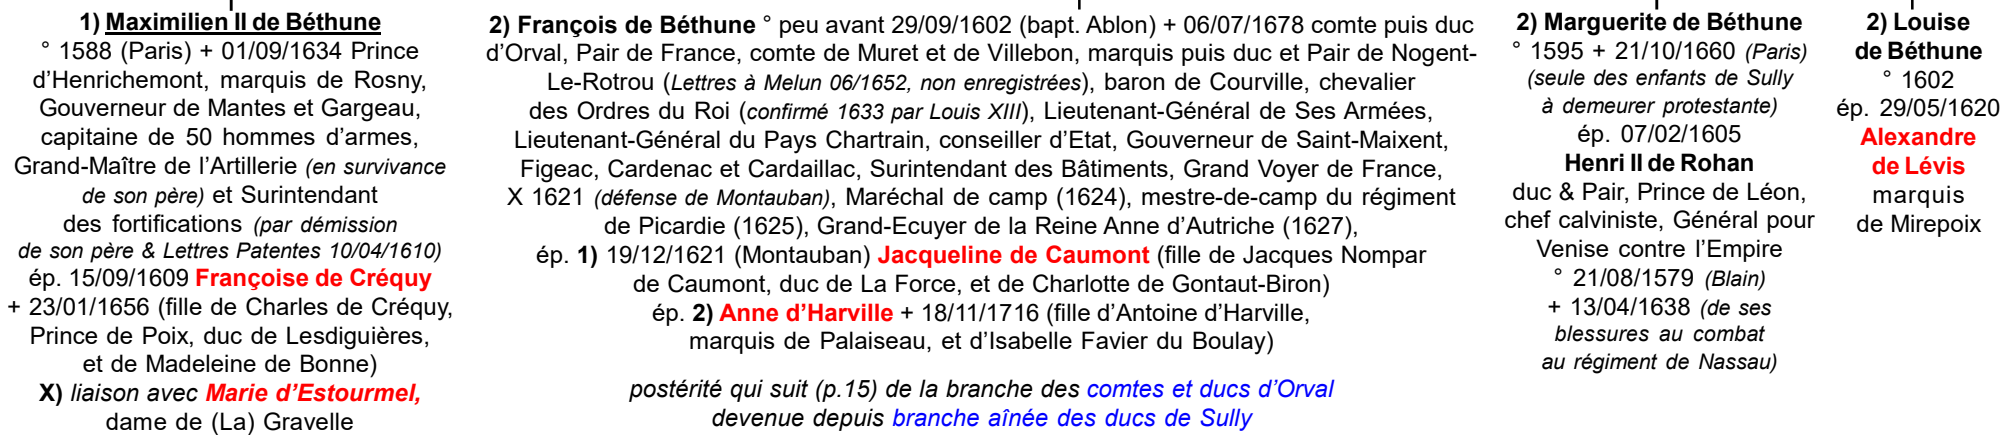 1) Maximilien II de Béthune
° 1588 (Paris) + 01/09/1634 Prince
d’Henrichemont, marquis de Rosny,
Gouverneur de Mantes et Gargeau,
capitaine de 50 hommes d’armes,
Grand-Maître de l’Artillerie (en survivance
de son père) et Surintendant
des fortifications (par démission
de son père & Lettres Patentes 10/04/1610)
ép. 15/09/1609 Françoise de Créquy
+ 23/01/1656 (fille de Charles de Créquy,
Prince de Poix, duc de Lesdiguières,
et de Madeleine de Bonne)
X) liaison avec Marie d’Estourmel,
dame de (La) Gravelle
2) François de Béthune ° peu avant 29/09/1602 (bapt. Ablon) + 06/07/1678 comte puis duc
d’Orval, Pair de France, comte de Muret et de Villebon, marquis puis duc et Pair de Nogent-
Le-Rotrou (Lettres à Melun 06/1652, non enregistrées), baron de Courville, chevalier
des Ordres du Roi (confirmé 1633 par Louis XIII), Lieutenant-Général de Ses Armées,
Lieutenant-Général du Pays Chartrain, conseiller d’Etat, Gouverneur de Saint-Maixent,
Figeac, Cardenac et Cardaillac, Surintendant des Bâtiments, Grand Voyer de France,
X 1621 (défense de Montauban), Maréchal de camp (1624), mestre-de-camp du régiment
de Picardie (1625), Grand-Ecuyer de la Reine Anne d’Autriche (1627),
ép. 1) 19/12/1621 (Montauban) Jacqueline de Caumont (fille de Jacques Nompar
de Caumont, duc de La Force, et de Charlotte de Gontaut-Biron)
ép. 2) Anne d’Harville + 18/11/1716 (fille d’Antoine d’Harville,
marquis de Palaiseau, et d’Isabelle Favier du Boulay)
postérité qui suit (p.15) de la branche des comtes et ducs d’Orval
devenue depuis branche aînée des ducs de Sully
2) Marguerite de Béthune
° 1595 + 21/10/1660 (Paris)
(seule des enfants de Sully
à demeurer protestante)
ép. 07/02/1605
Henri II de Rohan
duc & Pair, Prince de Léon,
chef calviniste, Général pour
Venise contre l’Empire
° 21/08/1579 (Blain)
+ 13/04/1638 (de ses
blessures au combat
au régiment de Nassau)
2) Louise
de Béthune
° 1602
ép. 29/05/1620
Alexandre
de Lévis
marquis
de Mirepoix